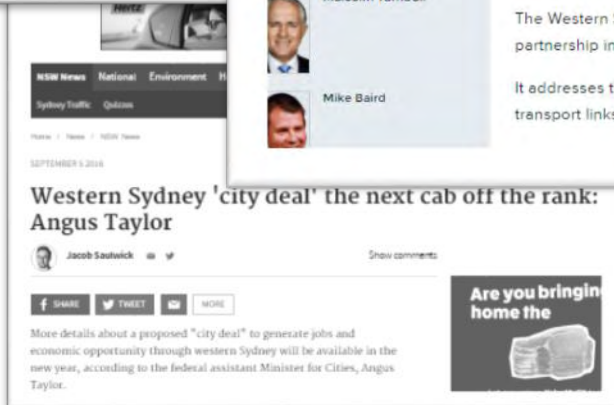 Hertz
The Western
partnership in
Mike Baird
It addresses t
transport links
NSW News National Environment
Sydney Traffic Quizzes
Home / News / NSW News
SEPTEMBER 5 2016
Western Sydney 'city deal' the next cab off the rank:
Angus Taylor
Jacob Saulwick
Show comments
SHARE TWEET MORE
Are you bringin
home the
More details about a proposed "city deal" to generate jobs and
economic opportunity through western Sydney will be available in the
new year, according to the federal assistant Minister for Cities, Angus
Taylor.